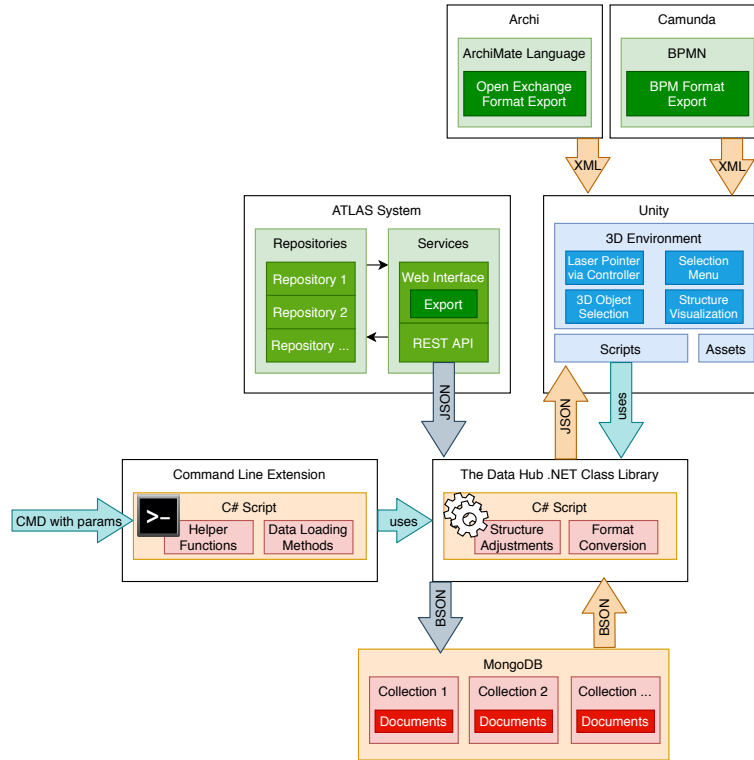 Archi
Camunda
ArchiMate Language
BPMN
Open Exchange
Format Export
BPM Format
Export
XML
XML
ATLAS System
Unity
Repositories
Services
3D Environment
Repository 1
Repository 2
Repository ...
Web Interface
Export
REST API
Laser Pointer
via Controller
Selection
Menu
3D Object
Selection
Structure
Visualization
Scripts
Assets
JSON
JSON
uses
Command Line Extension
The Data Hub .NET Class Library
CMD with params
C# Script
>-
Helper
Functions
Data Loading
Methods
uses
C# Script
Structure
Adjustments
Format
Conversion
BSON
BSON
MongoDB
Collection 1
Collection 2
Collection ...
Documents
Documents
Documents